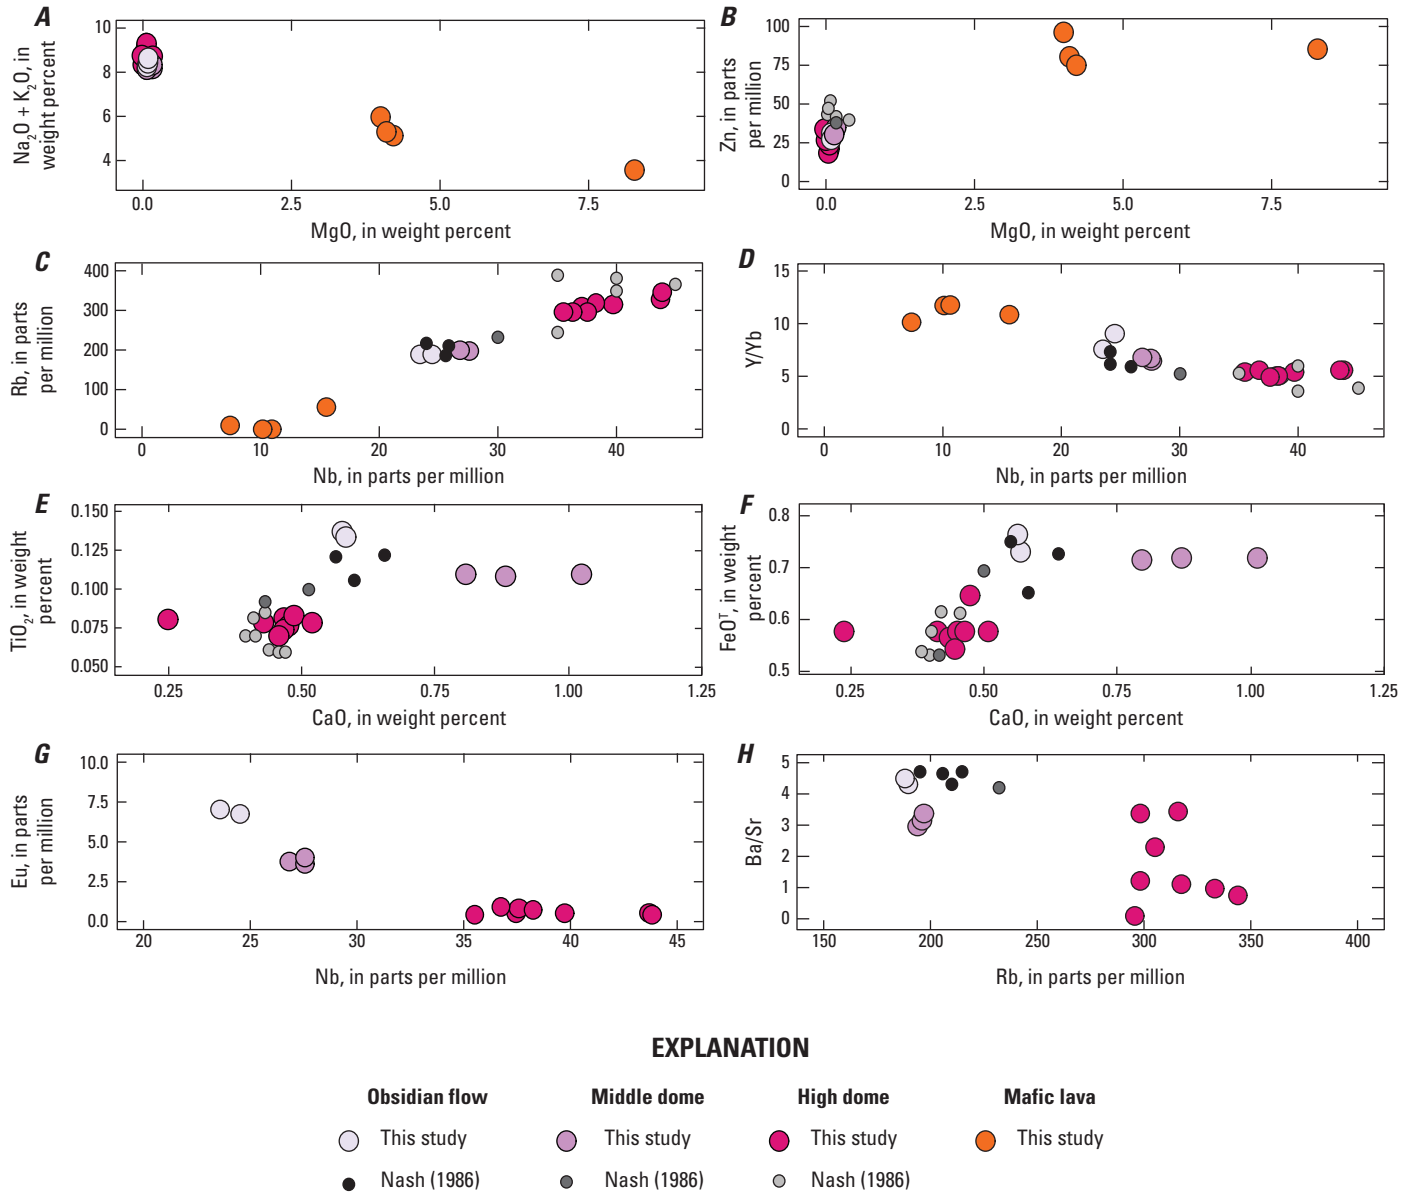 A
Na2O + K2O, in
weight percent
10
8
6
4
0.0 2.5 5.0 7.5
MgO, in weight percent
B
Zn, in parts
per million
100
75
50
25
0
0.0 2.5 5.0 7.5
MgO, in weight percent
C
Rb, in parts
per million
400
300
200
100
0
0 10 20 30 40
Nb, in parts per million
D
Y/Yb
15
10
5
0
0 10 20 30 40
Nb, in parts per million
E
TiO2, in weight
percent
0.150
0.125
0.100
0.075
0.050
0.25 0.50 0.75 1.00 1.25
CaO, in weight percent
F
FeOT, in weight
percent
0.8
0.7
0.6
0.5
0.25 0.50 0.75 1.00 1.25
CaO, in weight percent
G
Eu, in parts
per million
10.0
7.5
5.0
2.5
0.0
20 25 30 35 40 45
Nb, in parts per million
H
Ba/Sr
5
4
3
2
1
0
150 200 250 300 350 400
Rb, in parts per million
EXPLANATION
Obsidian flow Middle dome High dome Mafic lava
This study This study This study This study
Nash (1986) Nash (1986) Nash (1986)